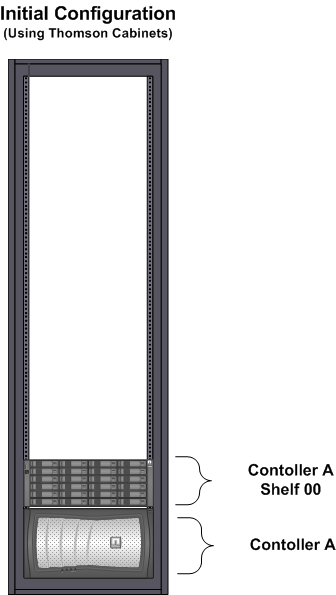 Initial Configuration
(Using Thomson Cabinets)
Contoller A
Shelf 00
Contoller A